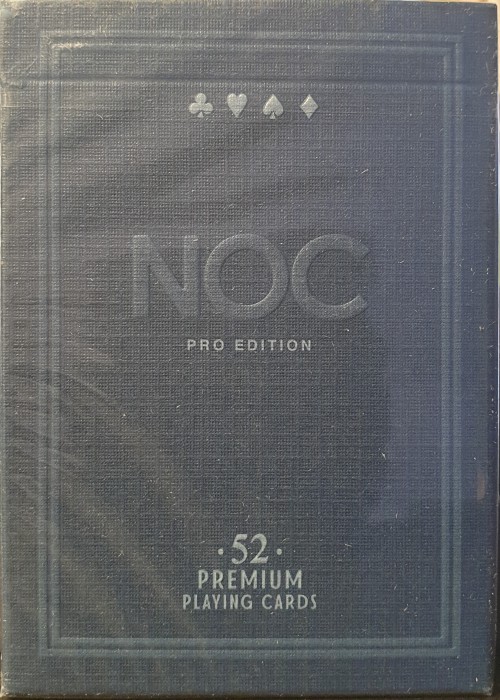 NOC
PRO EDITION
·52·
PREMIUM
PLAYING CARDS